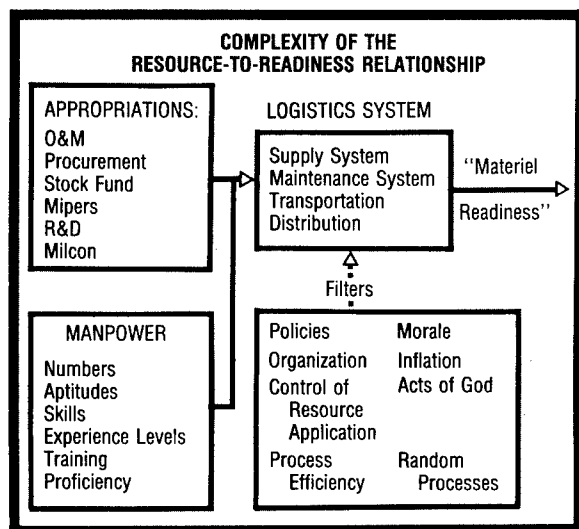 COMPLEXITY OF THE
RESOURCE-TO-READINESS RELATIONSHIP
APPROPRIATIONS:
O&M
Procurement
Stock Fund
Mipers
R&D
Milcon
MANPOWER
Numbers
Aptitudes
Skills
Experience Levels
Training
Proficiency
LOGISTICS SYSTEM
Supply System
Maintenance System
Transportation
Distribution
"Materiel
Readiness"
Filters
Policies
Organization
Control of
Resource
Application
Process
Efficiency
Morale
Inflation
Acts of God
Random
Processes